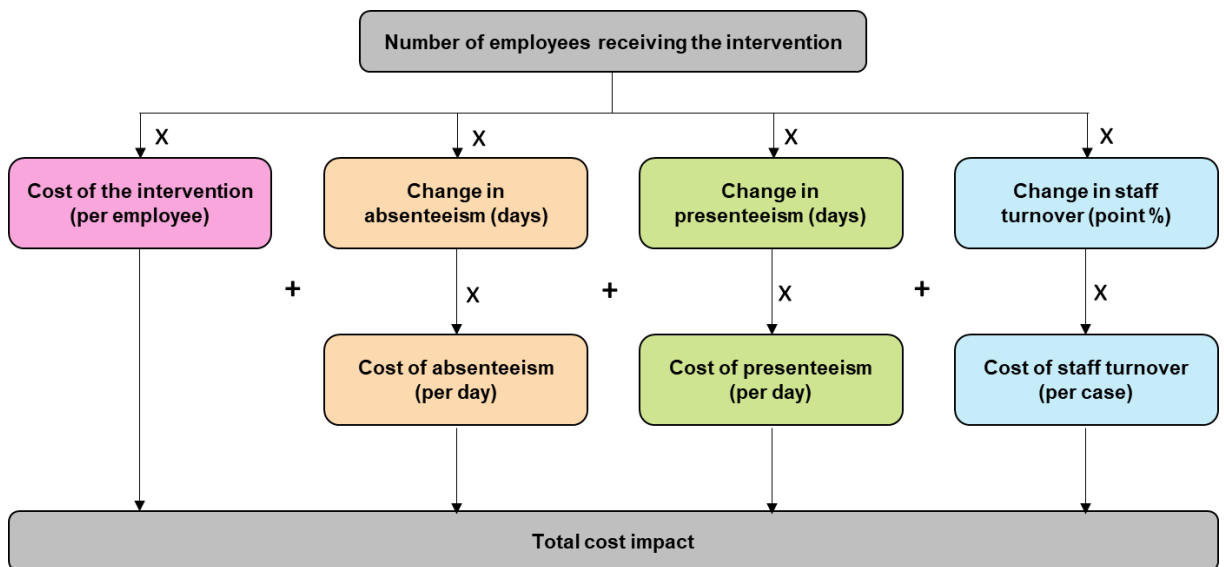 Number of employees receiving the intervention
X
X
X
X
Cost of the intervention
(per employee)
Change in
absenteeism (days)
Change in
presenteeism (days)
Change in staff
turnover (point %)
+
X
+
X
+
X
Cost of absenteeism
(per day)
Cost of presenteeism
(per day)
Cost of staff turnover
(per case)
Total cost impact